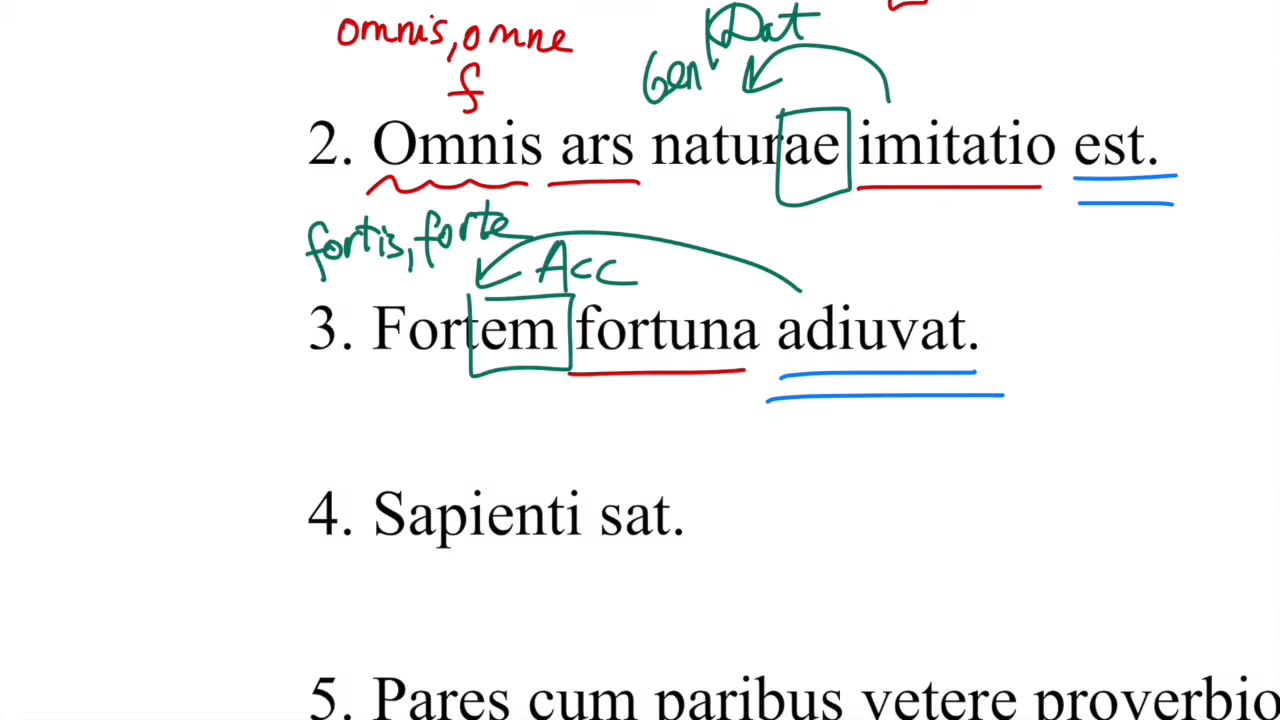 omnis, omne
f
Gen Dat
2. Omnis ars naturae imitatio est.
fortis, forte
Acc
3. Fortem fortuna adiuvat.
4. Sapienti sat.
5. Pares cum paribus vetere proverbio